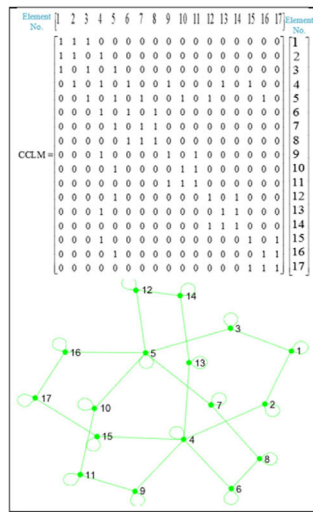 Element No. [1 2 3 4 5 6 7 8 9 10 11 12 13 14 15 16 17] Element No.
1 1 1 0 0 0 0 0 0 0 0 0 0 0 0 0 0 1
1 1 0 1 0 0 0 0 0 0 0 0 0 0 0 0 0 2
1 0 1 0 1 0 0 0 0 0 0 0 0 0 0 0 0 3
0 1 0 1 0 1 0 0 1 0 0 0 1 0 1 0 0 4
0 0 1 0 1 0 1 0 0 1 0 1 0 0 0 1 0 5
0 0 0 1 0 1 0 1 0 0 0 0 0 0 0 0 0 6
0 0 0 0 1 0 1 1 0 0 0 0 0 0 0 0 0 7
0 0 0 0 0 1 1 1 0 0 0 0 0 0 0 0 0 8
CCLM = 0 0 0 1 0 0 0 0 1 0 1 0 0 0 0 0 0 9
0 0 0 0 1 0 0 0 0 1 1 0 0 0 0 0 0 10
0 0 0 0 0 0 0 0 1 1 1 0 0 0 0 0 0 11
0 0 0 0 1 0 0 0 0 0 0 1 0 1 0 0 0 12
0 0 0 1 0 0 0 0 0 0 0 0 1 1 0 0 0 13
0 0 0 0 0 0 0 0 0 0 0 1 1 1 0 0 0 14
0 0 0 1 0 0 0 0 0 0 0 0 0 0 1 0 1 15
0 0 0 0 1 0 0 0 0 0 0 0 0 0 0 1 1 16
0 0 0 0 0 0 0 0 0 0 0 0 0 0 1 1 1 17
12 14
3
16 5 1
13
17 10 7 2
15 4
8
11 9 6